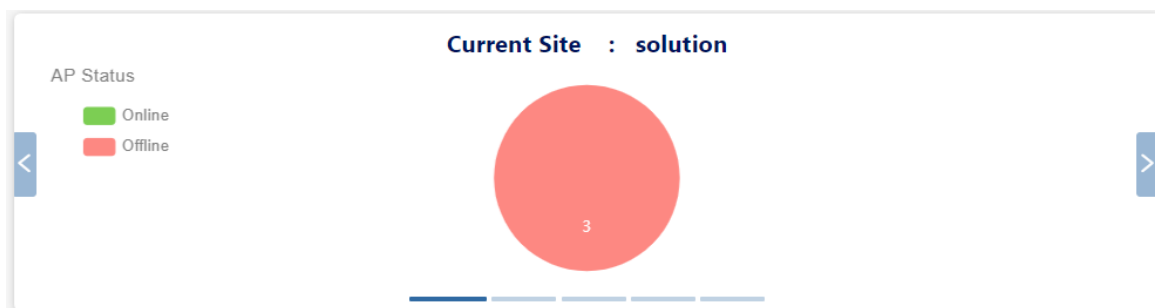 Current Site : solution
AP Status
Online
Offline
3